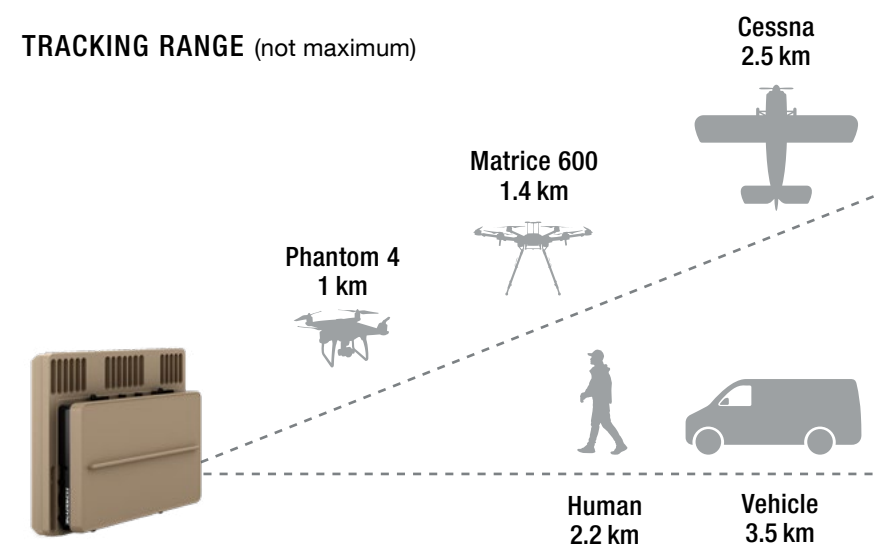 TRACKING RANGE (not maximum)
Cessna
2.5 km
Matrice 600
1.4 km
Phantom 4
1 km
Human
2.2 km
Vehicle
3.5 km